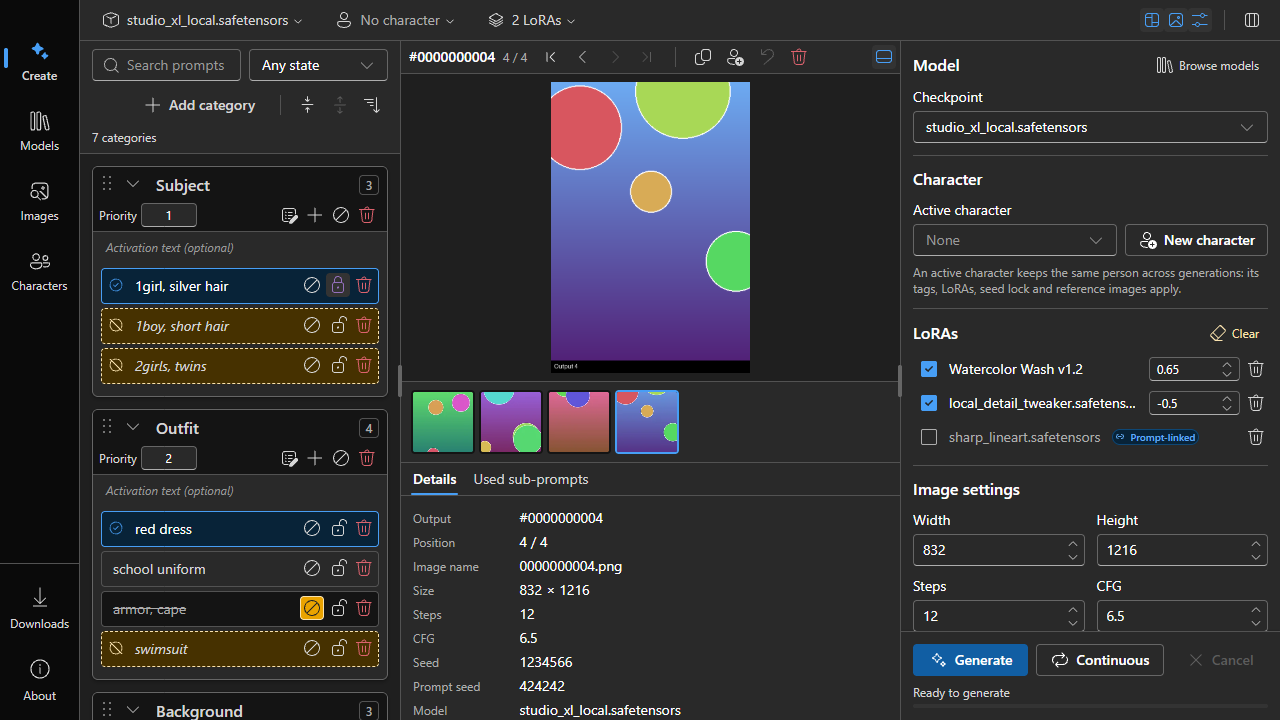 studio_xl_local.safetensors
No character
2 LoRAs
Create
Models
Images
Characters
Downloads
About
Search prompts
Any state
Add category
7 categories
Subject
3
Priority
1
Activation text (optional)
1girl, silver hair
1boy, short hair
2girls, twins
Outfit
4
Priority
2
Activation text (optional)
red dress
school uniform
armor, cape
swimsuit
Background
3
#0000000004
4 / 4
Output 4
Details
Used sub-prompts
Output
#0000000004
Position
4 / 4
Image name
0000000004.png
Size
832 × 1216
Steps
12
CFG
6.5
Seed
1234566
Prompt seed
424242
Model
studio_xl_local.safetensors
Model
Browse models
Checkpoint
studio_xl_local.safetensors
Character
Active character
None
New character
An active character keeps the same person across generations: its
tags, LoRAs, seed lock and reference images apply.
LoRAs
Clear
Watercolor Wash v1.2
0.65
local_detail_tweaker.safetens...
-0.5
sharp_lineart.safetensors
Prompt-linked
Image settings
Width
Height
832
1216
Steps
CFG
12
6.5
Generate
Continuous
Cancel
Ready to generate